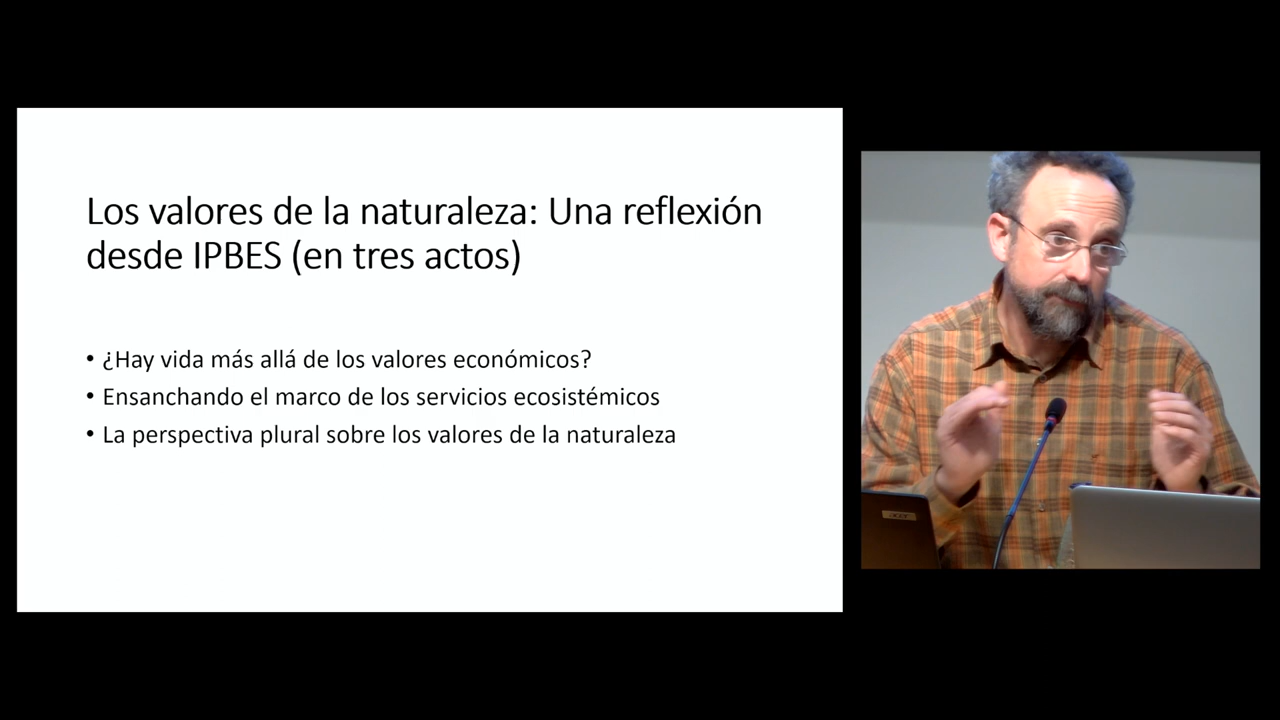 Los valores de la naturaleza: Una reflexión
desde IPBES (en tres actos)
• ¿Hay vida más allá de los valores económicos?
• Ensanchando el marco de los servicios ecosistémicos
• La perspectiva plural sobre los valores de la naturaleza
acer